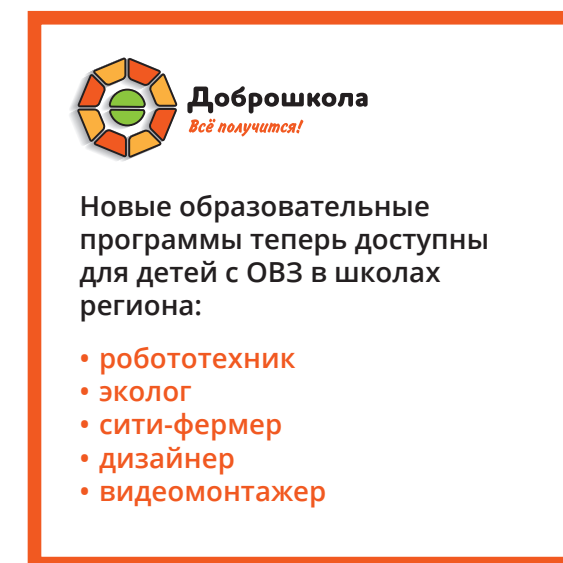 Доброшкола
Всё получится!
Новые образовательные
программы теперь доступны
для детей с ОВЗ в школах
региона:
• робототехник
• эколог
• сити-фермер
• дизайнер
• видеомонтажер